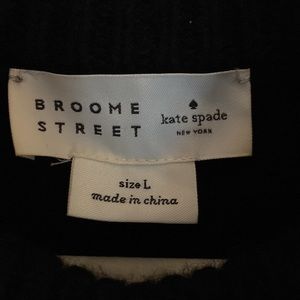 BROOME
STREET
kate spade
NEW YORK
size L
made in china